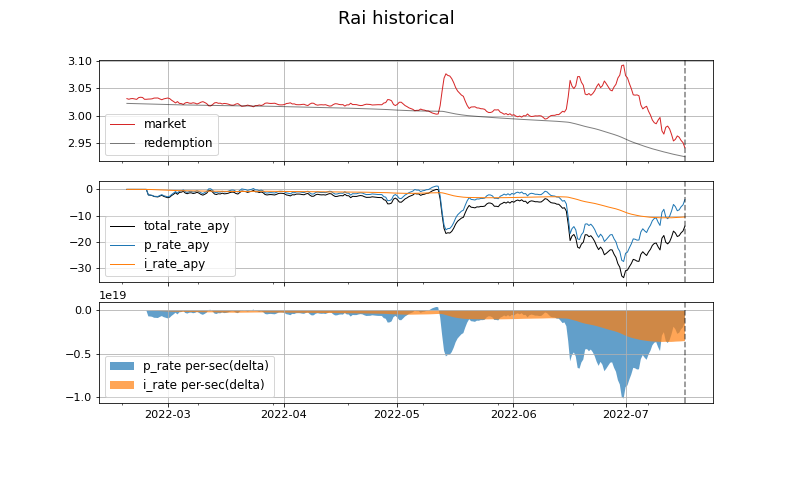 Rai historical
3.10
3.05
3.00
2.95
market
redemption
0
−10
−20
−30
total_rate_apy
p_rate_apy
i_rate_apy
1e19
0.0
−0.5
−1.0
p_rate per-sec(delta)
i_rate per-sec(delta)
2022-03 2022-04 2022-05 2022-06 2022-07